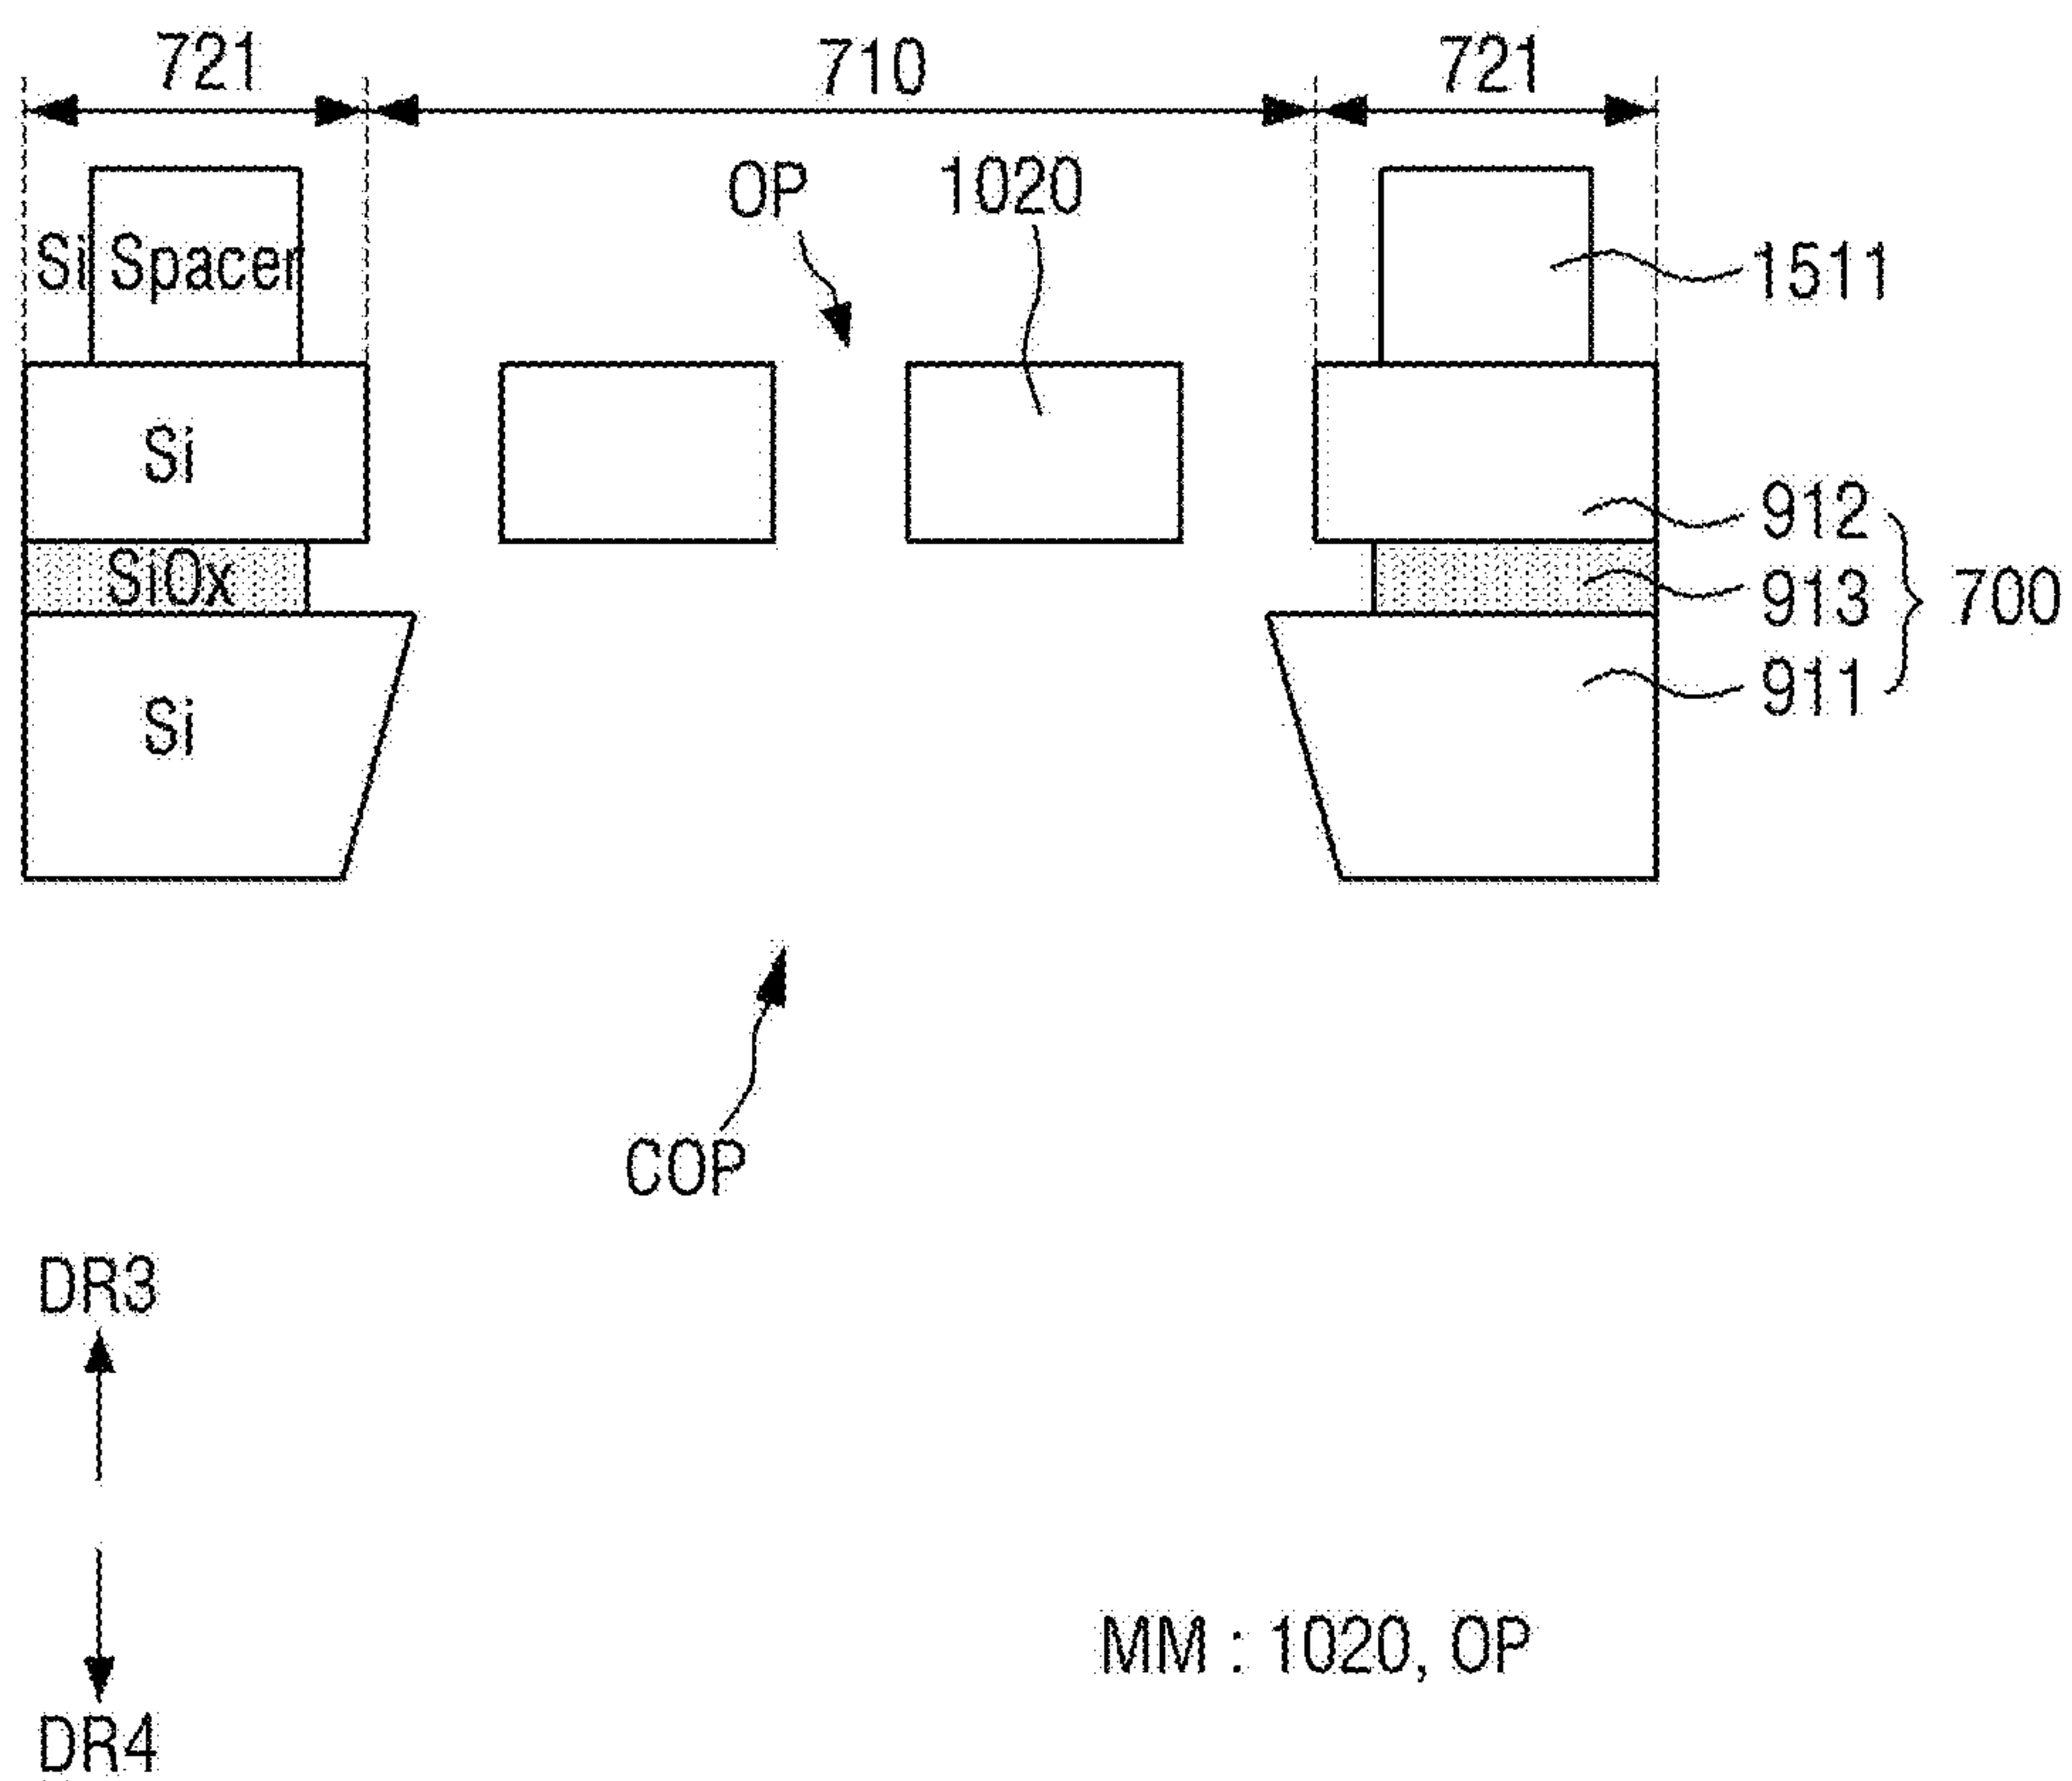 721 710 721
OP 1020
Si Spacer 1511
Si
912
SiOx 913 700
911
Si
COP
DR3
MM : 1020, OP
DR4